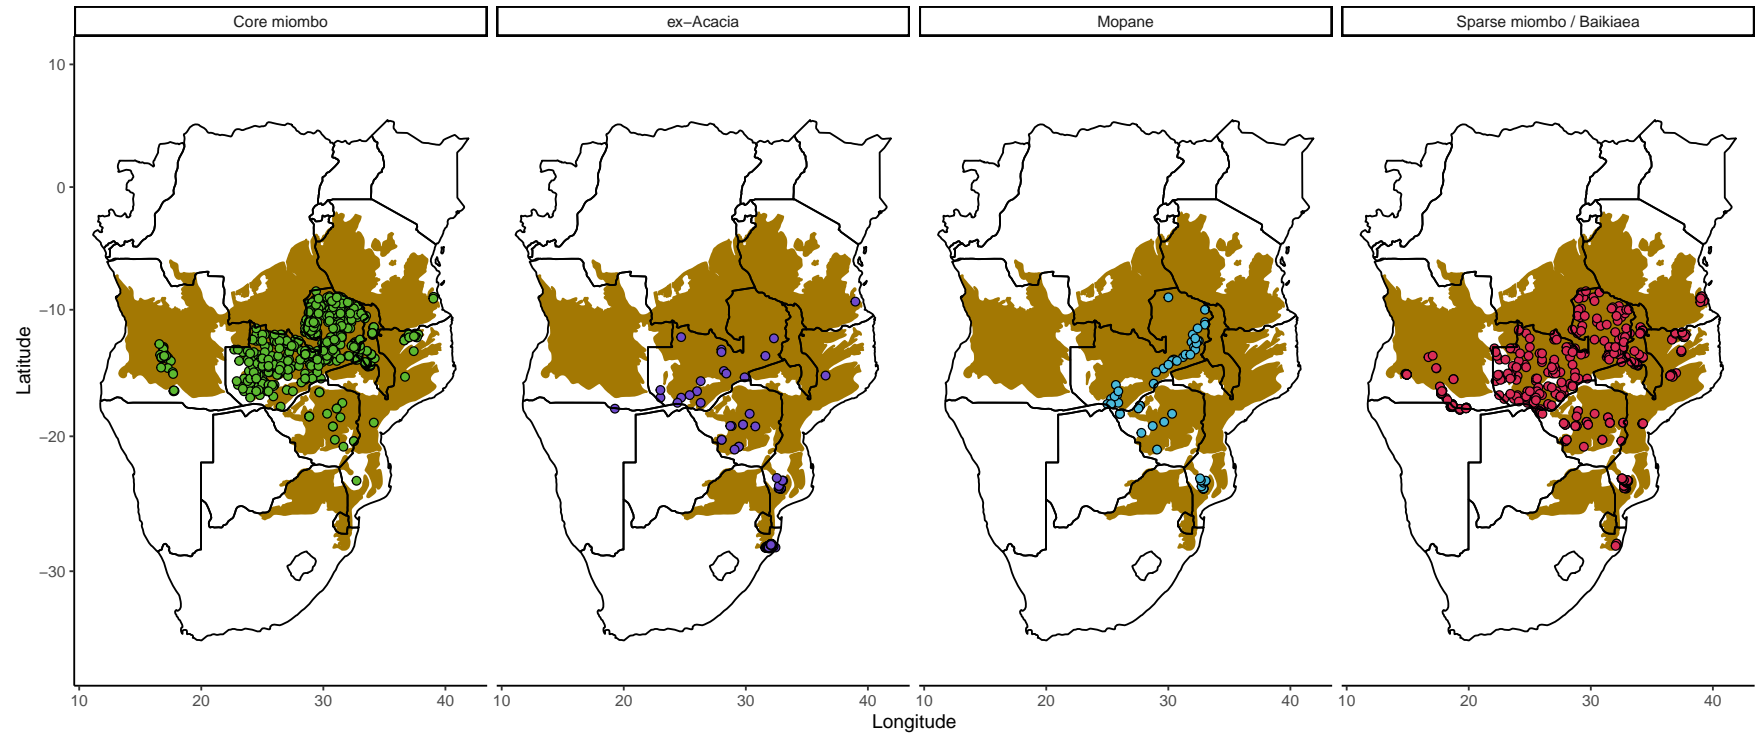 Core miombo
ex−Acacia
Mopane
Sparse miombo / Baikiaea
10
0
−10
−20
−30
Latitude
10 20 30 40 10 20 30 40 10 20 30 40 10 20 30 40
Longitude